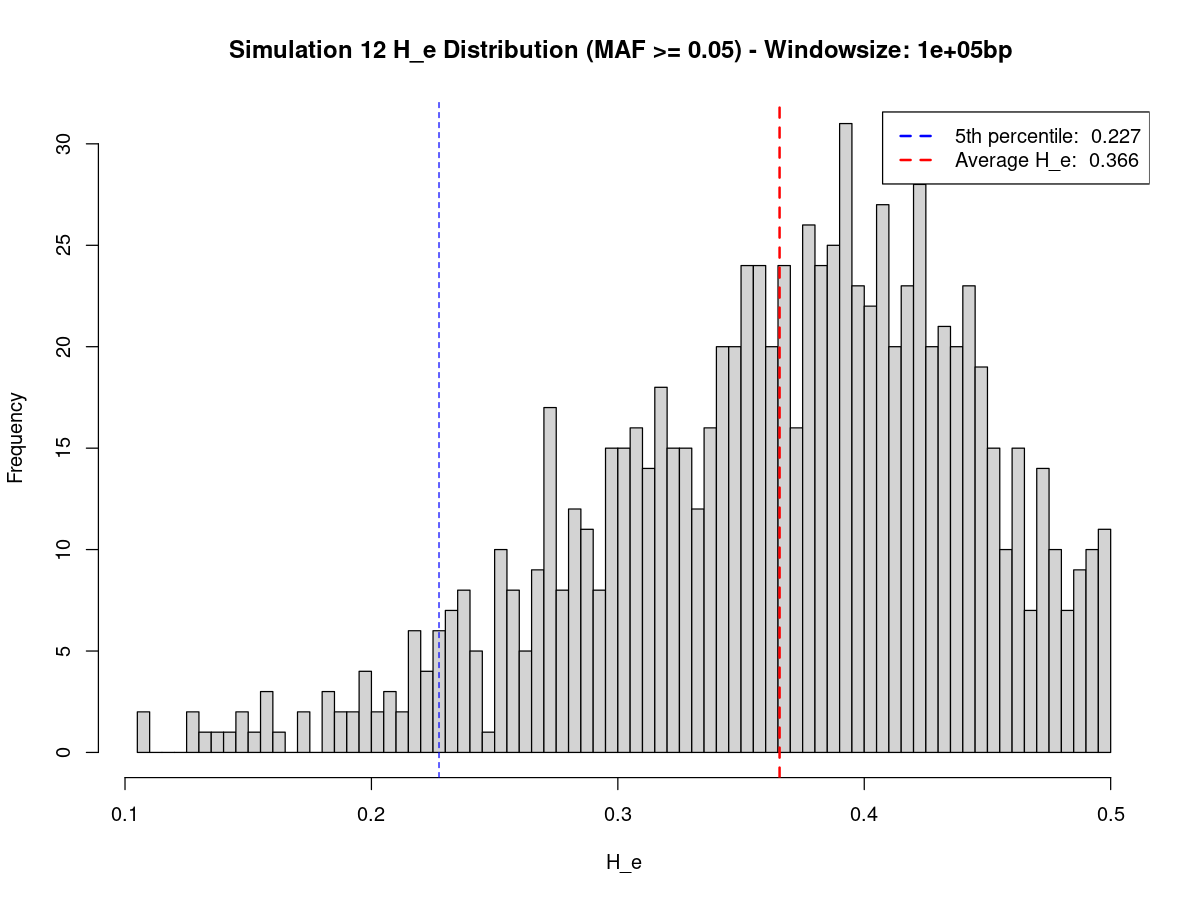 Simulation 12 H_e Distribution (MAF >= 0.05) - Windowsize: 1e+05bp
5th percentile: 0.227
Average H_e: 0.366
Frequency
30
25
20
15
10
5
0
0.1 0.2 0.3 0.4 0.5
H_e